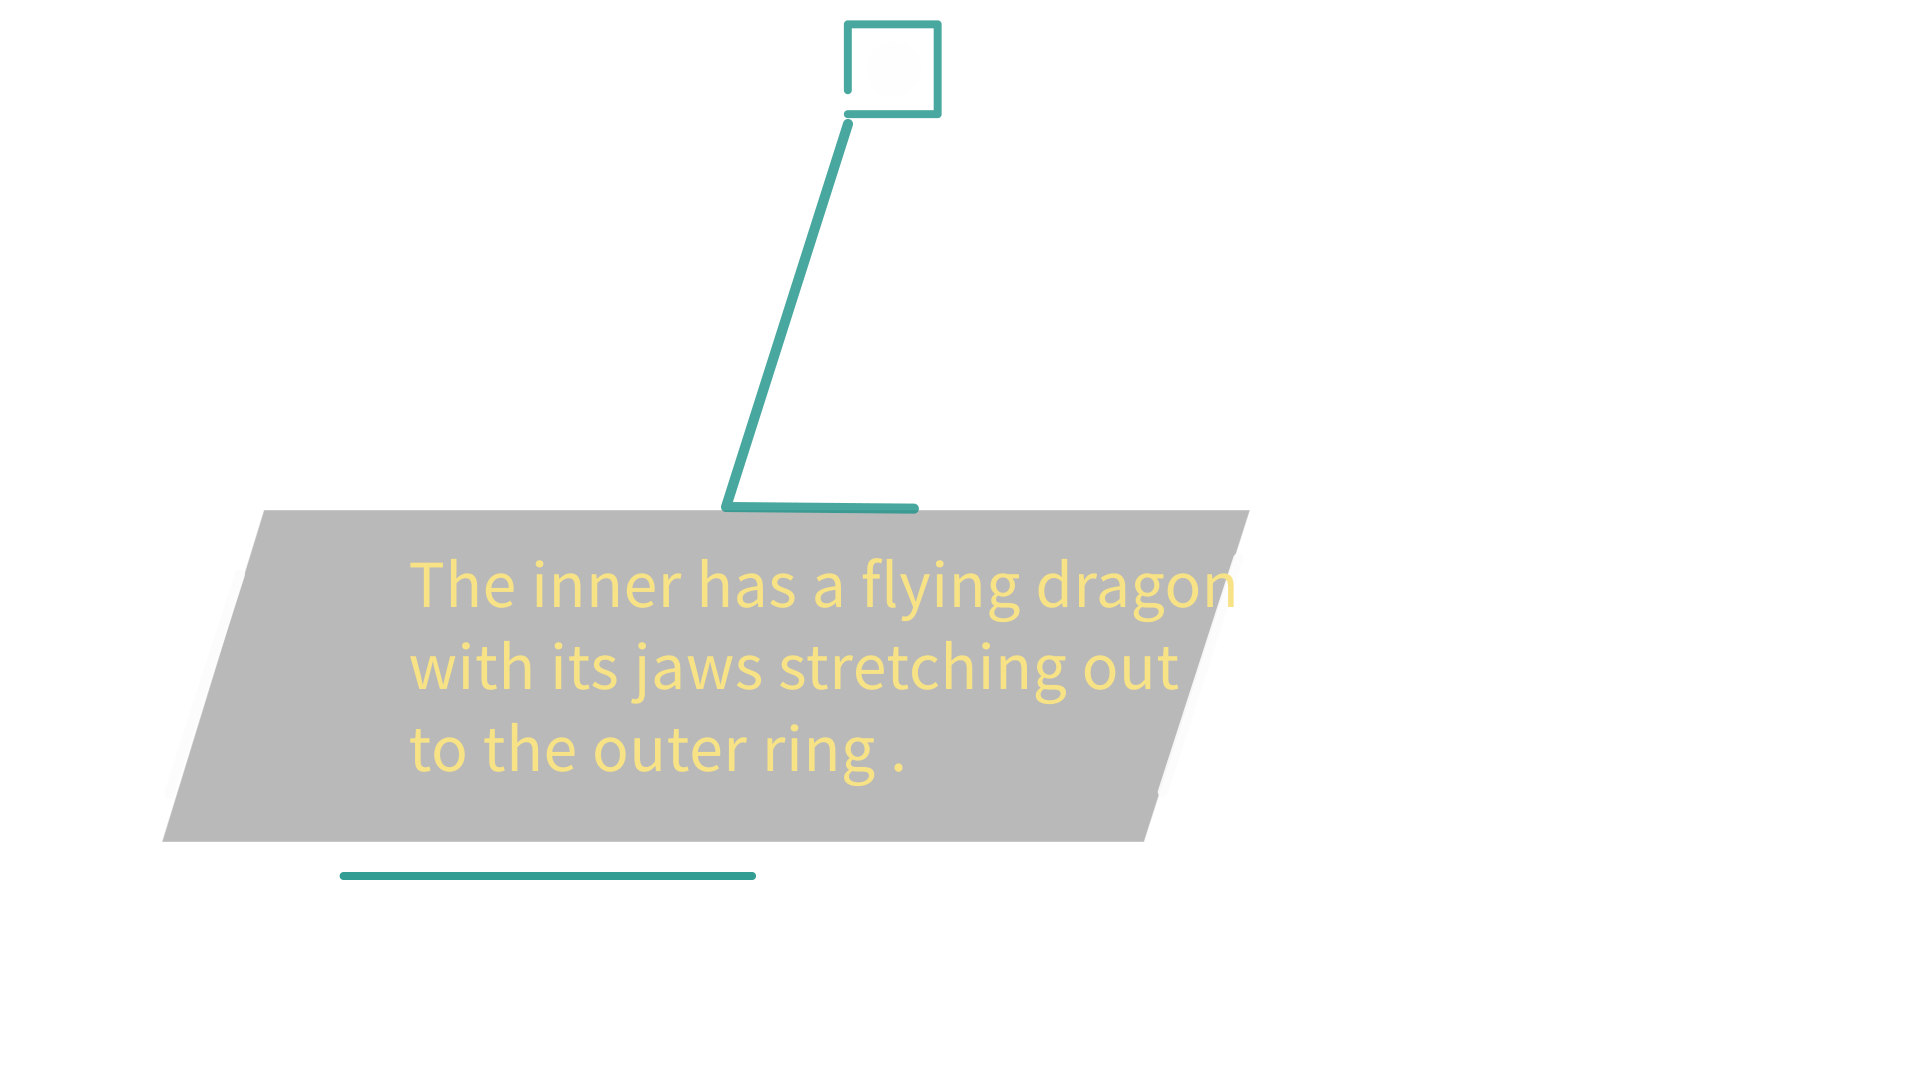 The inner has a flying dragon
with its jaws stretching out
to the outer ring .